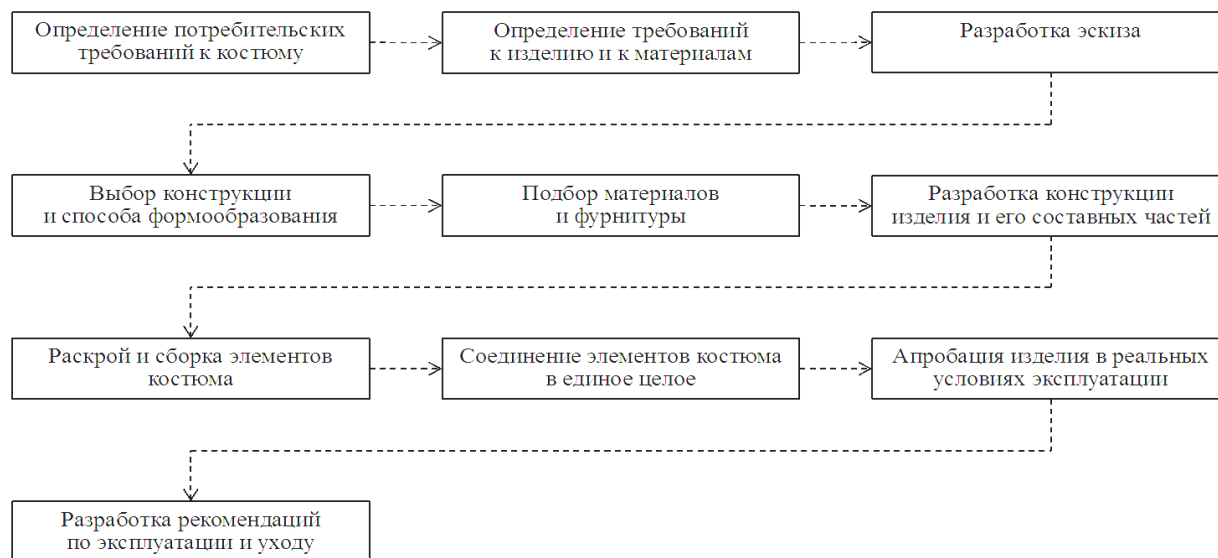 Определение потребительских
требований к костюму
Определение требований
к изделию и к материалам
Разработка эскиза
Выбор конструкции
и способа формообразования
Подбор материалов
и фурнитуры
Разработка конструкции
изделия и его составных частей
Раскрой и сборка элементов
костюма
Соединение элементов костюма
в единое целое
Апробация изделия в реальных
условиях эксплуатации
Разработка рекомендаций
по эксплуатации и уходу